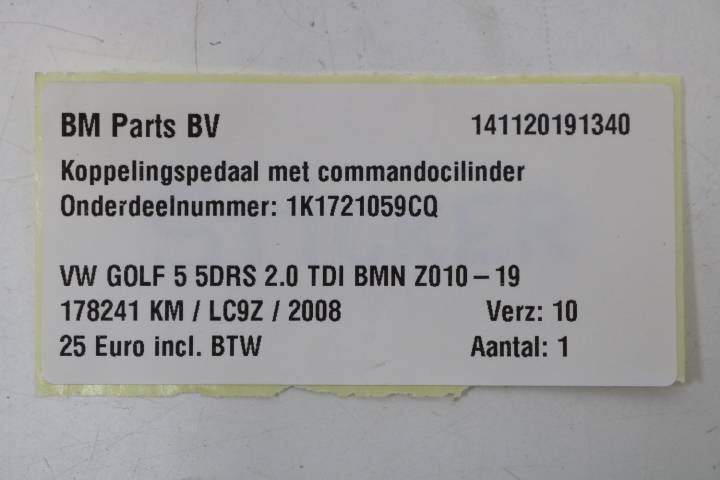 BM Parts BV 141120191340
Koppelingspedaal met commandocilinder
Onderdeelnummer: 1K1721059CQ
VW GOLF 5 5DRS 2.0 TDI BMN Z010 – 19
178241 KM / LC9Z / 2008 Verz: 10
25 Euro incl. BTW Aantal: 1